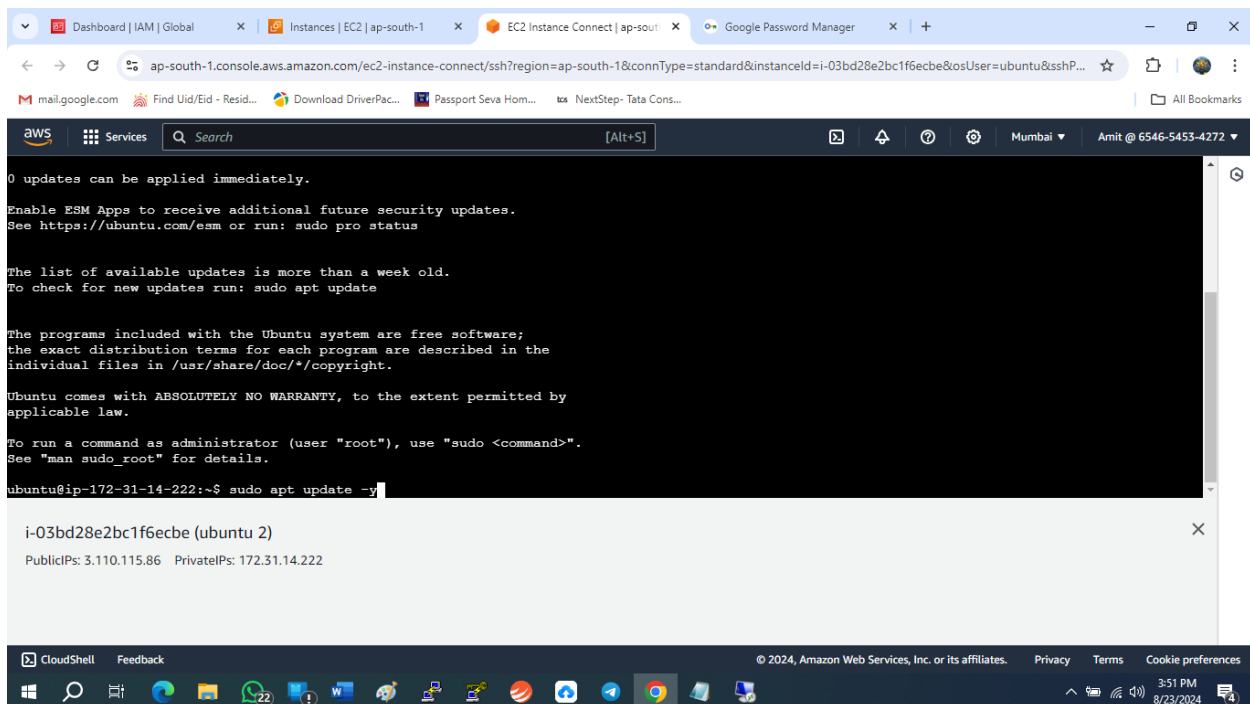 Dashboard | IAM | Global
Instances | EC2 | ap-south-1
EC2 Instance Connect | ap-sout
Google Password Manager
ap-south-1.console.aws.amazon.com/ec2-instance-connect/ssh?region=ap-south-1&connType=standard&instanceId=i-03bd28e2bc1f6ecbe&osUser=ubuntu&sshP...
mail.google.com
Find Uid/Eid - Resid...
Download DriverPac...
Passport Seva Hom...
tcs NextStep- Tata Cons...
All Bookmarks
aws
Services
Search
[Alt+S]
Mumbai
Amit @ 6546-5453-4272
0 updates can be applied immediately.
Enable ESM Apps to receive additional future security updates.
See https://ubuntu.com/esm or run: sudo pro status
The list of available updates is more than a week old.
To check for new updates run: sudo apt update
The programs included with the Ubuntu system are free software;
the exact distribution terms for each program are described in the
individual files in /usr/share/doc/*/copyright.
Ubuntu comes with ABSOLUTELY NO WARRANTY, to the extent permitted by
applicable law.
To run a command as administrator (user "root"), use "sudo <command>".
See "man sudo_root" for details.
ubuntu@ip-172-31-14-222:~$ sudo apt update -y
i-03bd28e2bc1f6ecbe (ubuntu 2)
PublicIPs: 3.110.115.86 PrivateIPs: 172.31.14.222
CloudShell
Feedback
© 2024, Amazon Web Services, Inc. or its affiliates.
Privacy
Terms
Cookie preferences
22
3:51 PM
8/23/2024
4